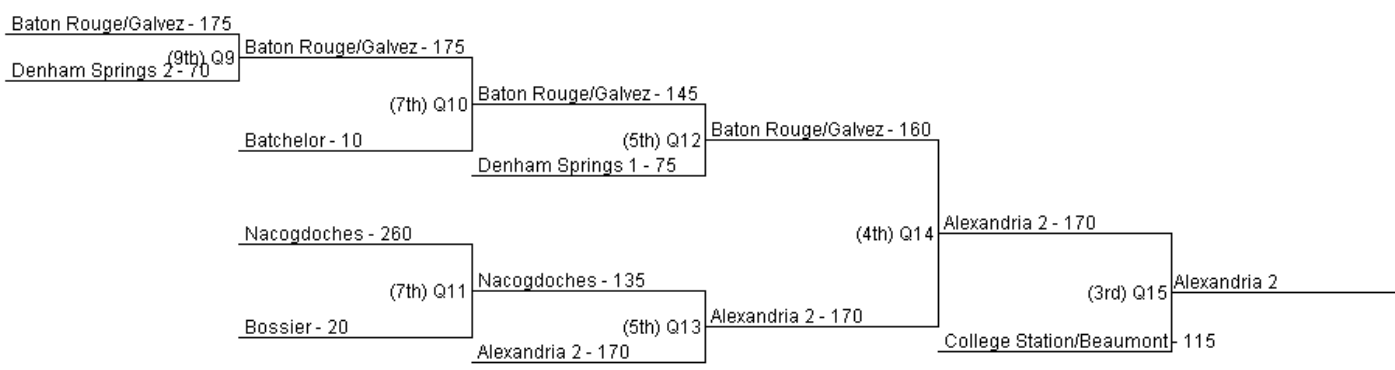 Baton Rouge/Galvez - 175
(9th) Q9
Denham Springs 2 - 70
Baton Rouge/Galvez - 175
(7th) Q10
Batchelor - 10
Baton Rouge/Galvez - 145
(5th) Q12
Denham Springs 1 - 75
Baton Rouge/Galvez - 160
Nacogdoches - 260
(7th) Q11
Bossier - 20
Nacogdoches - 135
(5th) Q13
Alexandria 2 - 170
Alexandria 2 - 170
(4th) Q14
Alexandria 2 - 170
(3rd) Q15
College Station/Beaumont - 115
Alexandria 2